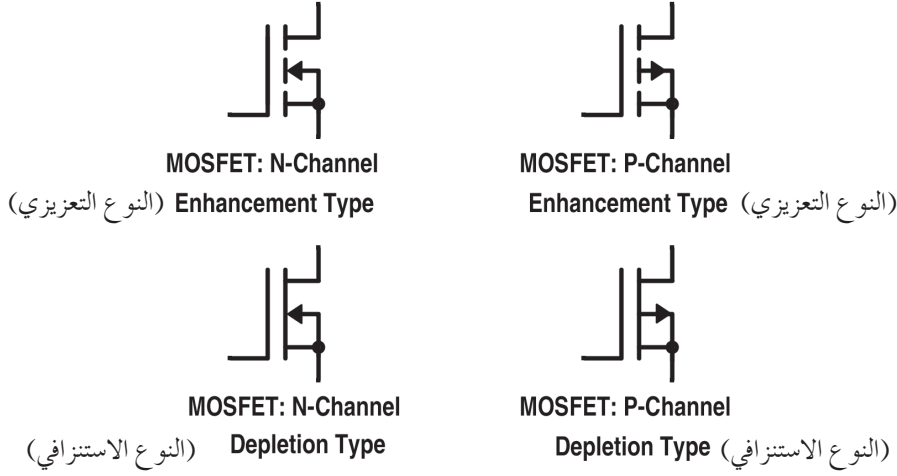 MOSFET: N-Channel
Enhancement Type (النوع التعزيزي)
MOSFET: P-Channel
Enhancement Type (النوع التعزيزي)
MOSFET: N-Channel
Depletion Type (النوع الاستنزافي)
MOSFET: P-Channel
Depletion Type (النوع الاستنزافي)